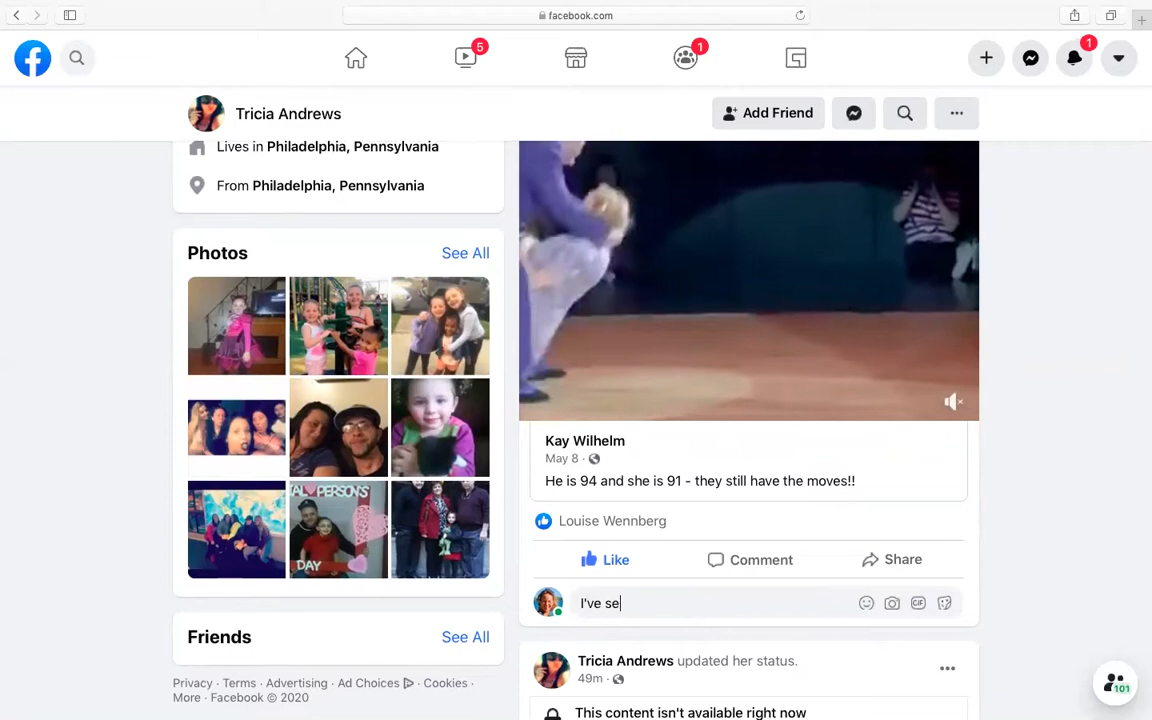 facebook.com
5
1
1
Tricia Andrews
Add Friend
Lives in Philadelphia, Pennsylvania
From Philadelphia, Pennsylvania
Photos
See All
DAY
Kay Wilhelm
May 8 ·
He is 94 and she is 91 - they still have the moves!!
Louise Wennberg
Like
Comment
Share
I've se
GIF
Friends
See All
Privacy · Terms · Advertising · Ad Choices · Cookies ·
More · Facebook © 2020
Tricia Andrews updated her status.
49m ·
This content isn't available right now
101